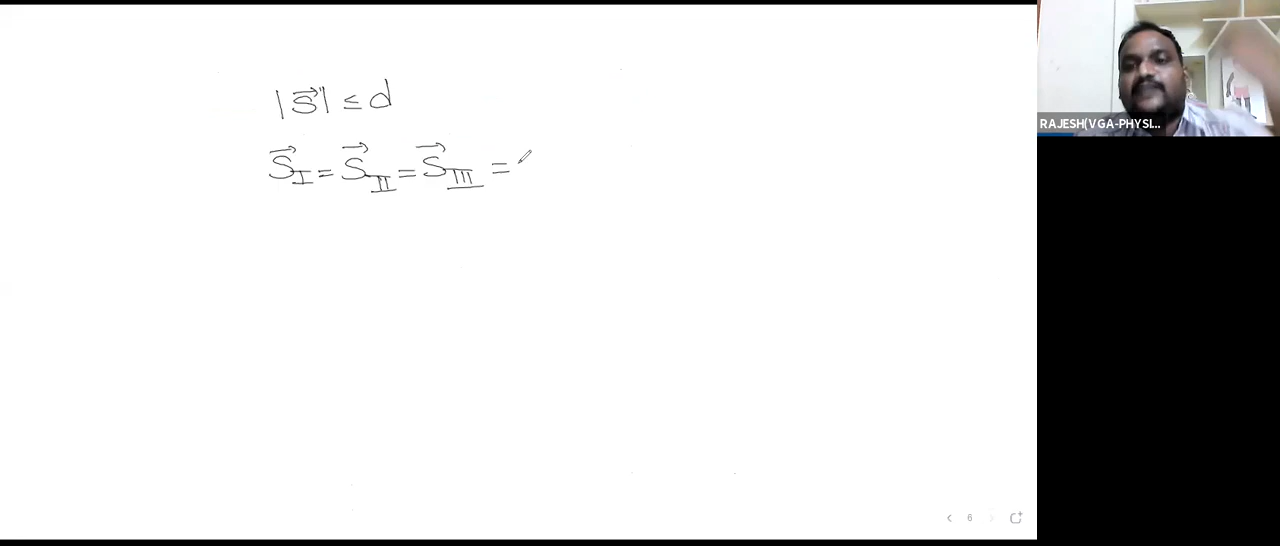 |S⃗| ≤ d
S⃗_I = S⃗_II = S⃗_III =
RAJESH(VGA-PHYSI...
6